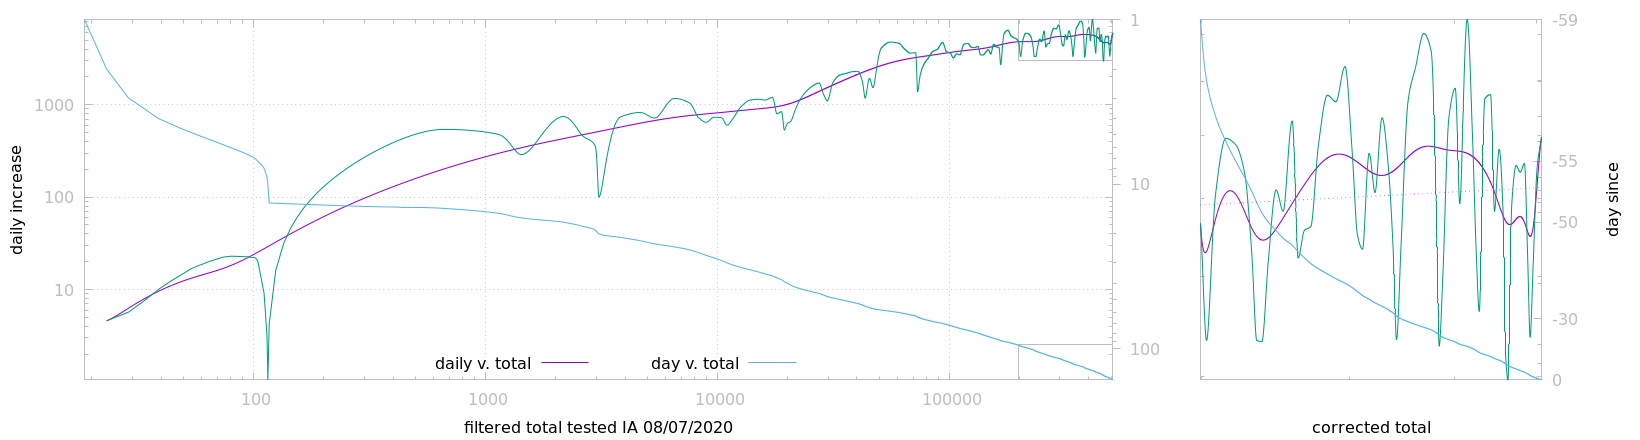 1
-59
1000
-55
100
10
-50
daily increase
day since
10
-30
daily v. total
day v. total
100
0
100
1000
10000
100000
filtered total tested IA 08/07/2020
corrected total